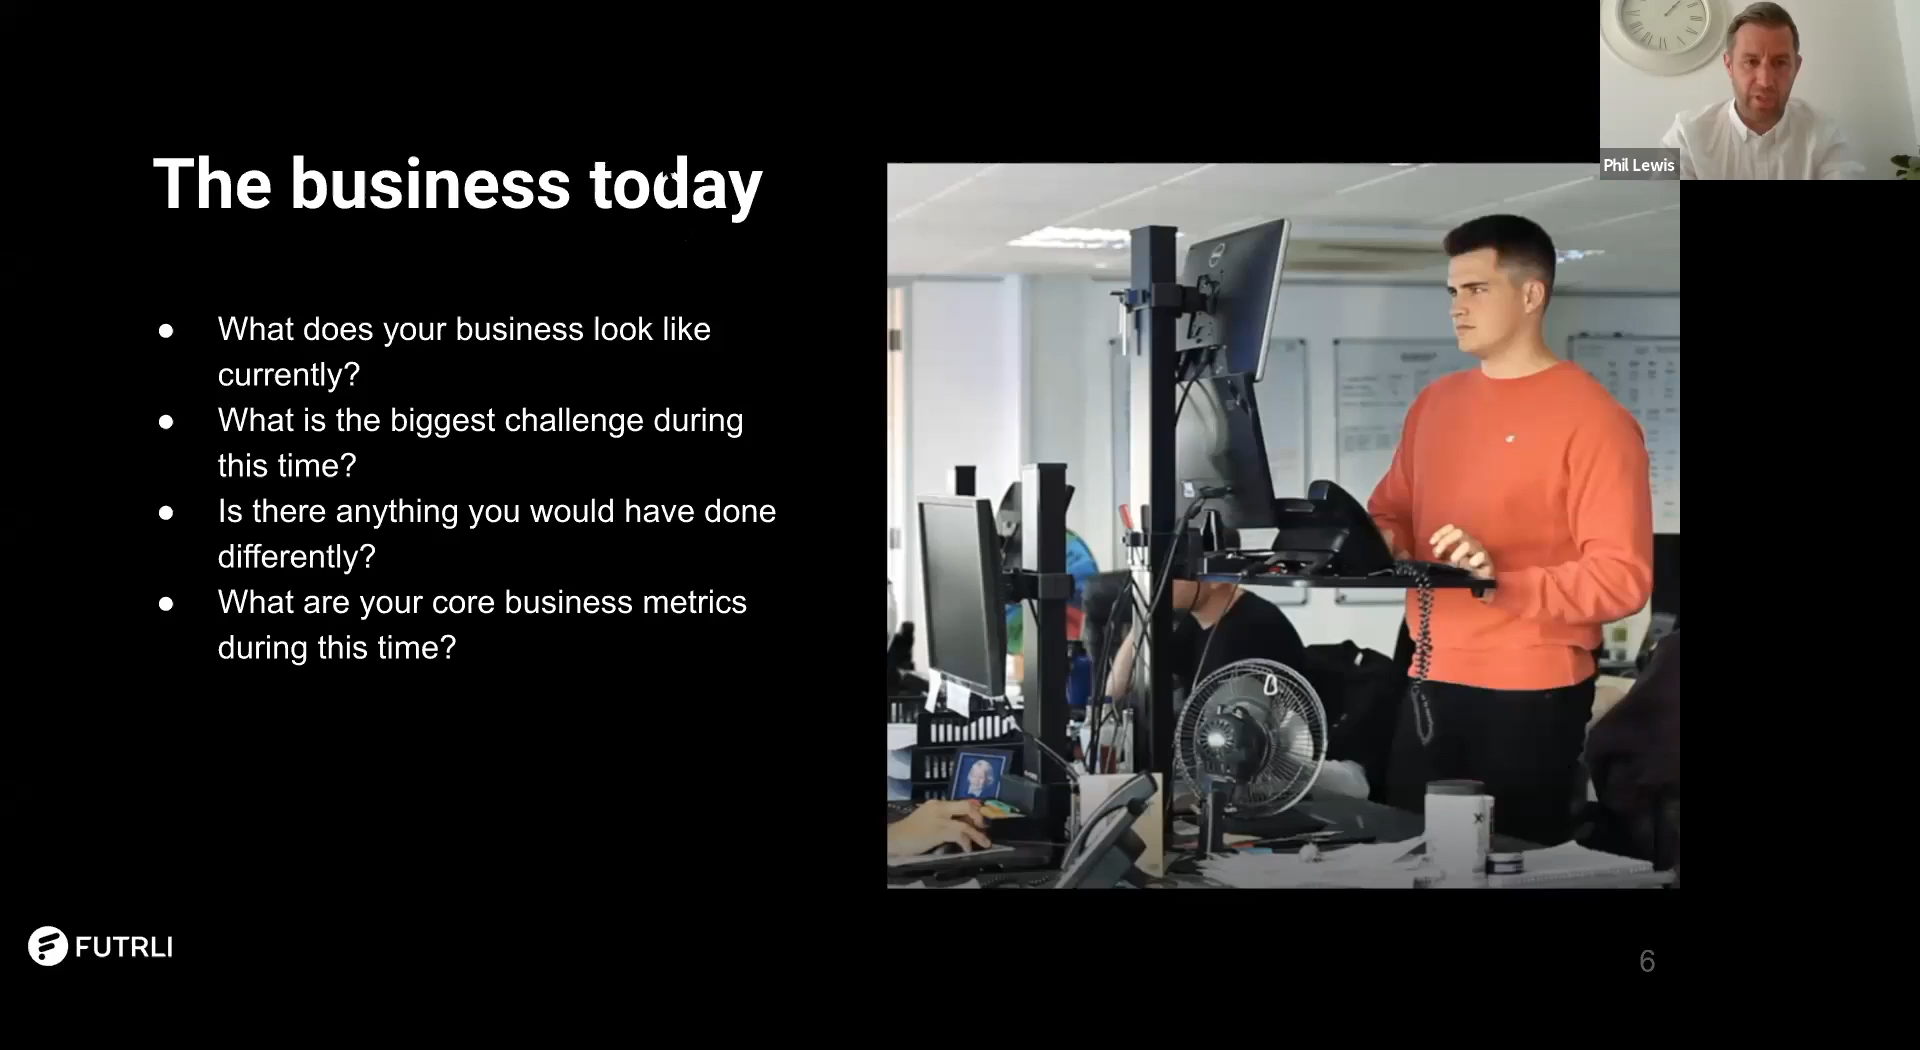 Phil Lewis
The business today
● What does your business look like
currently?
● What is the biggest challenge during
this time?
● Is there anything you would have done
differently?
● What are your core business metrics
during this time?
FUTRLI
6